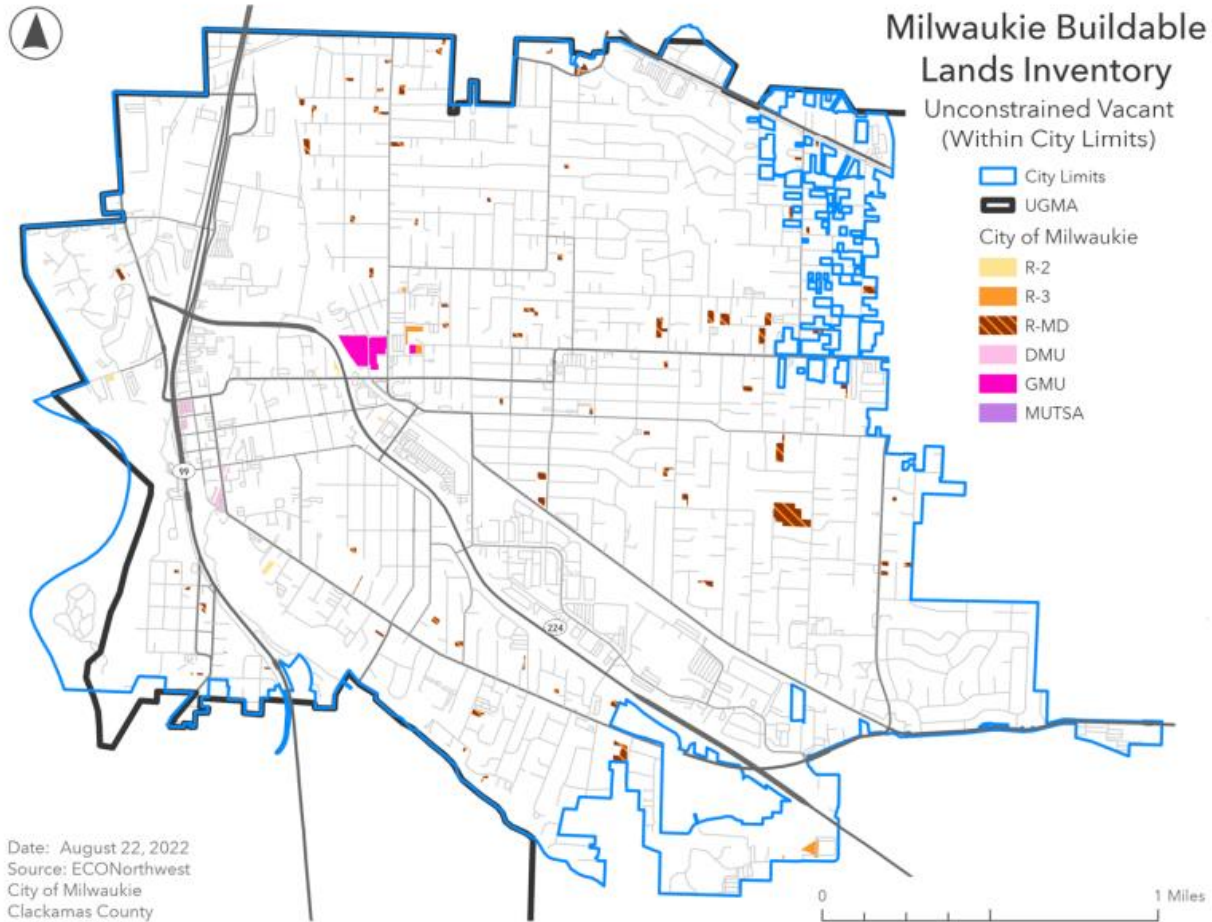 Milwaukie Buildable
Lands Inventory
Unconstrained Vacant
(Within City Limits)
City Limits
UGMA
City of Milwaukie
R-2
R-3
R-MD
DMU
GMU
MUTSA
99
224
Date: August 22, 2022
Source: ECONorthwest
City of Milwaukie
Clackamas County
0 1 Miles